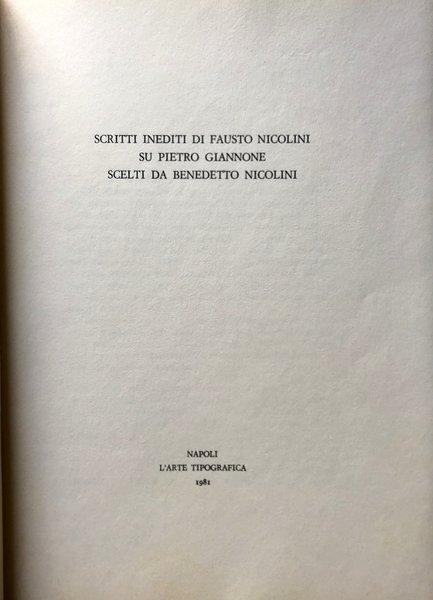 SCRITTI INEDITI DI FAUSTO NICOLINI
SU PIETRO GIANNONE
SCELTI DA BENEDETTO NICOLINI
NAPOLI
L'ARTE TIPOGRAFICA
1981